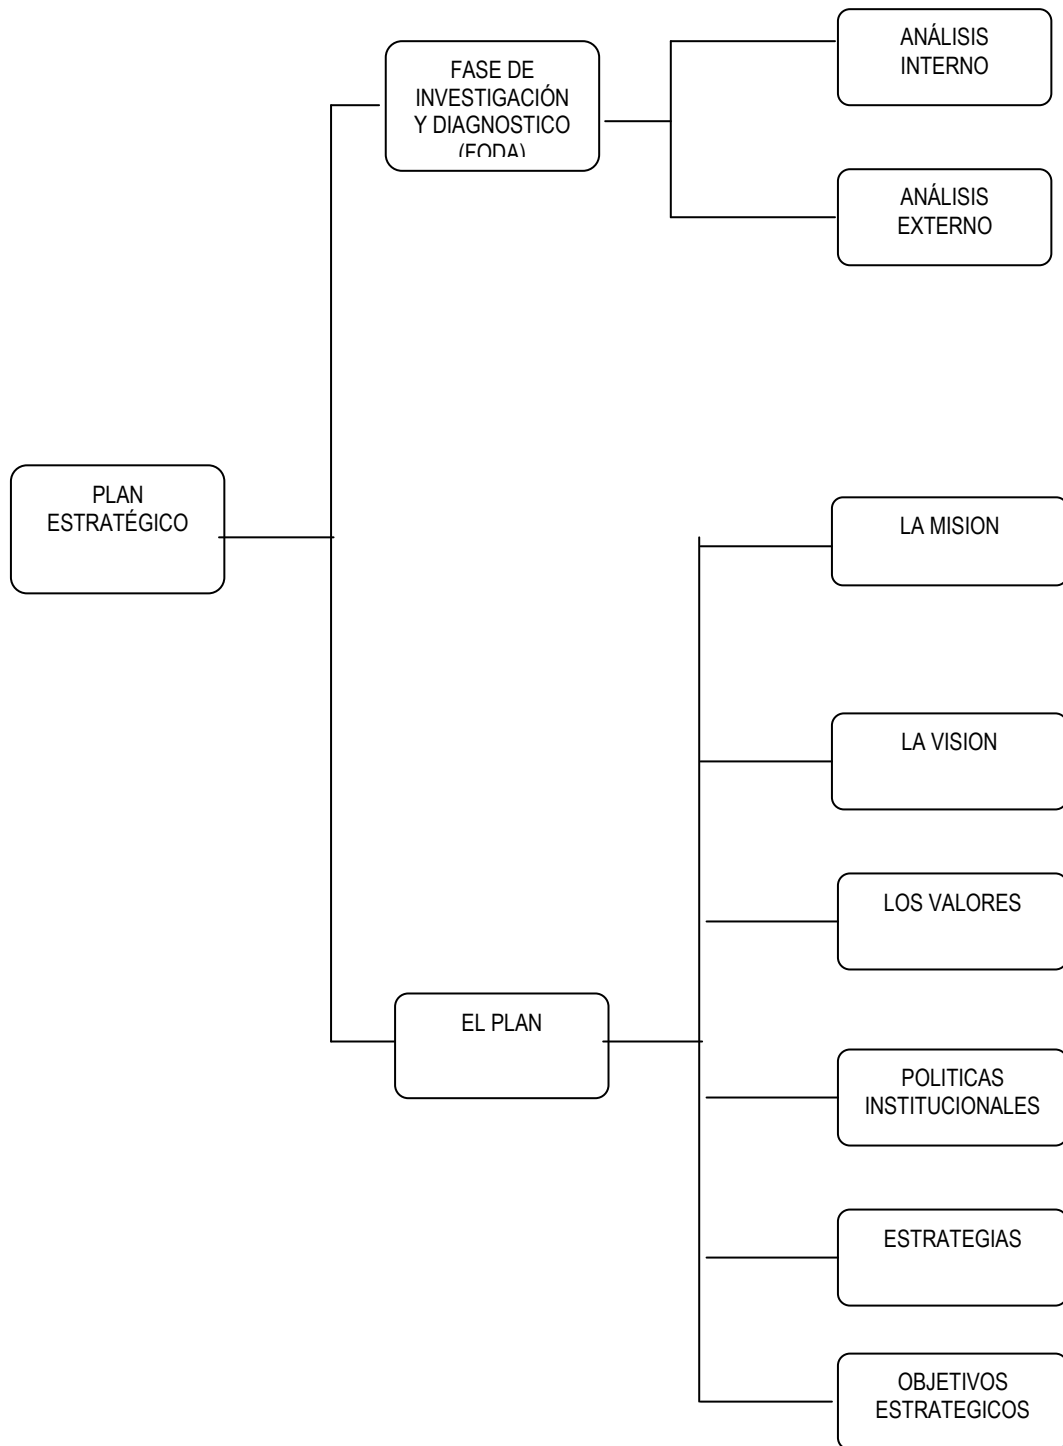 ANÁLISIS
INTERNO
FASE DE
INVESTIGACIÓN
Y DIAGNOSTICO
(FODA)
ANÁLISIS
EXTERNO
PLAN
ESTRATÉGICO
LA MISION
LA VISION
LOS VALORES
EL PLAN
POLITICAS
INSTITUCIONALES
ESTRATEGIAS
OBJETIVOS
ESTRATEGICOS